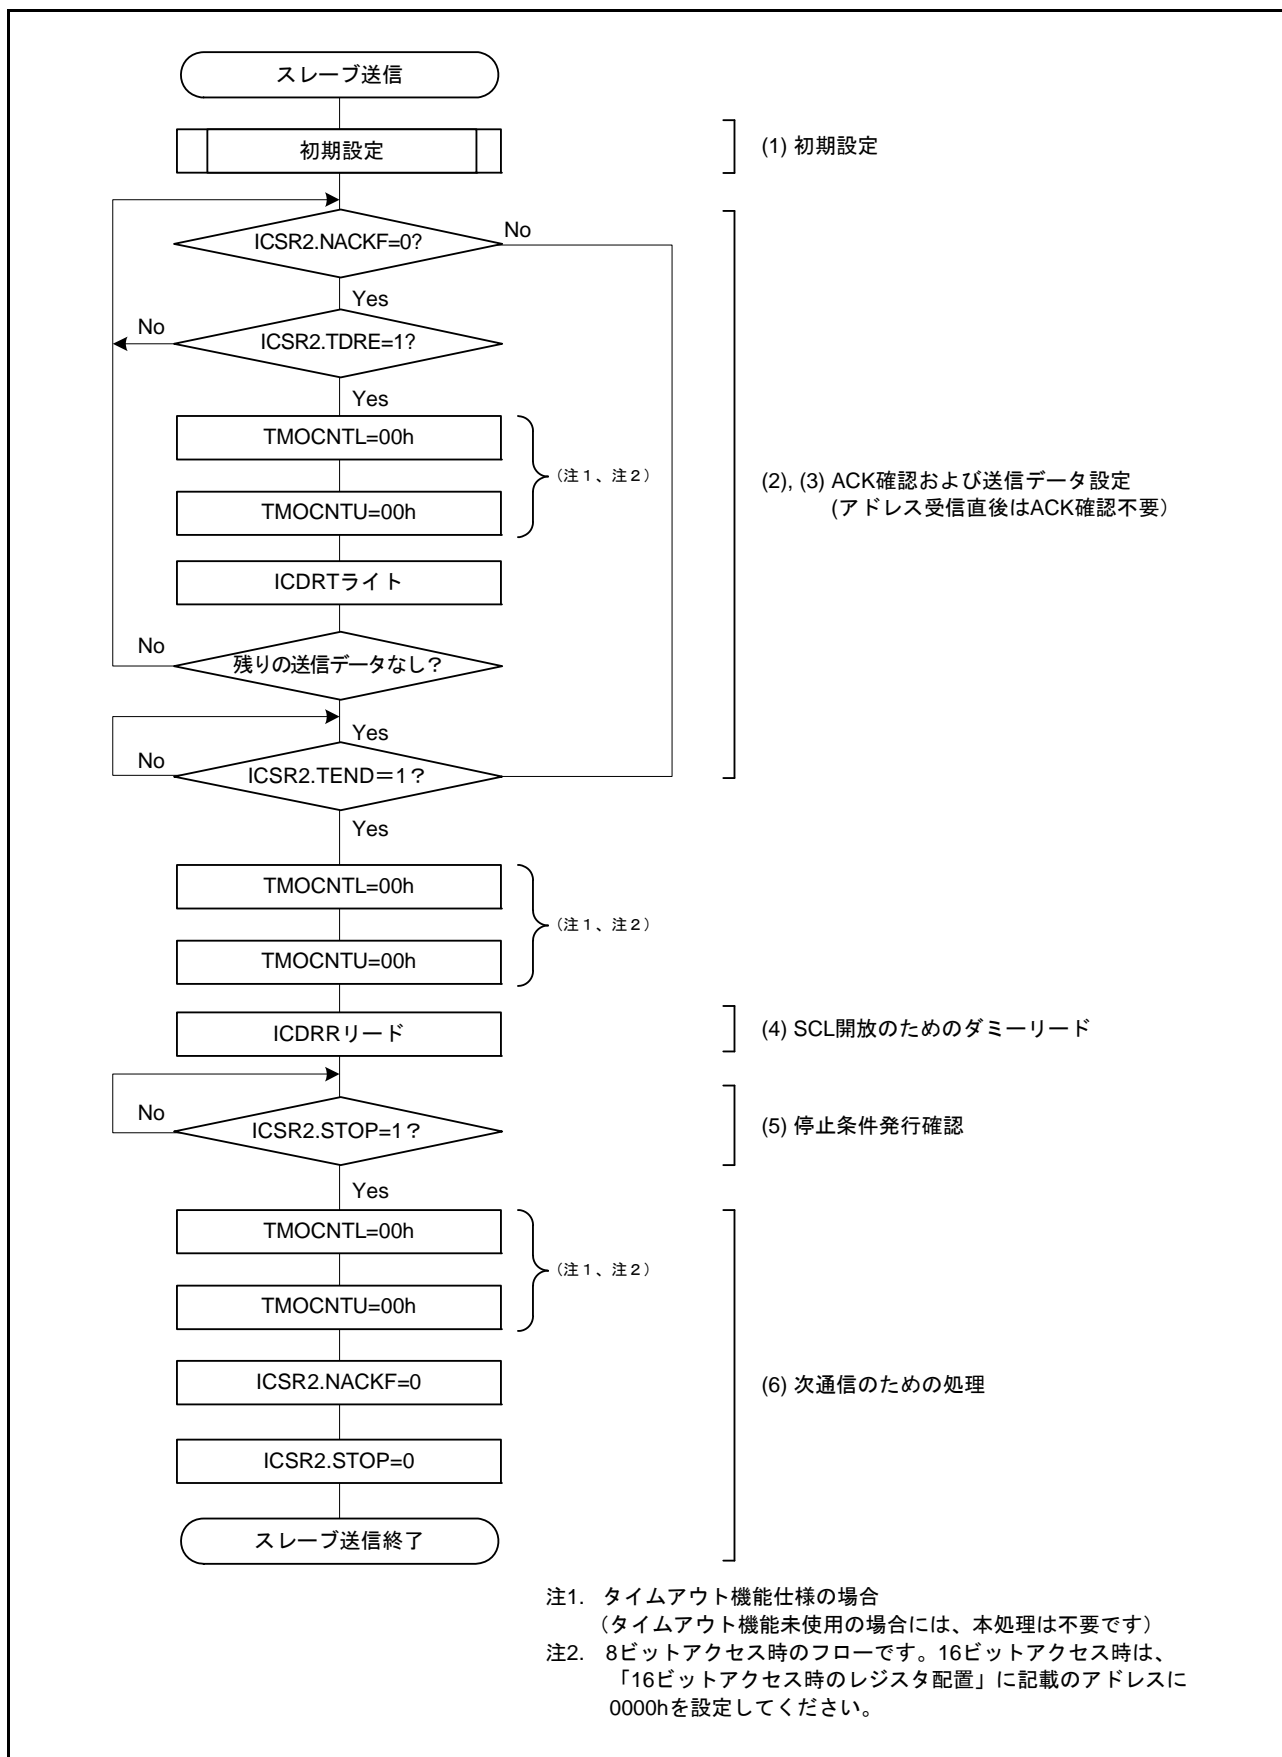 スレーブ送信
初期設定
(1) 初期設定
ICSR2.NACKF=0?
No
Yes
ICSR2.TDRE=1?
No
Yes
TMOCNTL=00h
TMOCNTU=00h
（注１、注２）
(2), (3) ACK確認および送信データ設定
(アドレス受信直後はACK確認不要）
ICDRTライト
残りの送信データなし？
No
Yes
ICSR2.TEND＝1？
No
Yes
TMOCNTL=00h
TMOCNTU=00h
（注１、注２）
ICDRRリード
(4) SCL開放のためのダミーリード
ICSR2.STOP=1？
No
(5) 停止条件発行確認
Yes
TMOCNTL=00h
TMOCNTU=00h
（注１、注２）
ICSR2.NACKF=0
(6) 次通信のための処理
ICSR2.STOP=0
スレーブ送信終了
注1. タイムアウト機能仕様の場合
（タイムアウト機能未使用の場合には、本処理は不要です）
注2. 8ビットアクセス時のフローです。16ビットアクセス時は、
「16ビットアクセス時のレジスタ配置」に記載のアドレスに
0000hを設定してください。